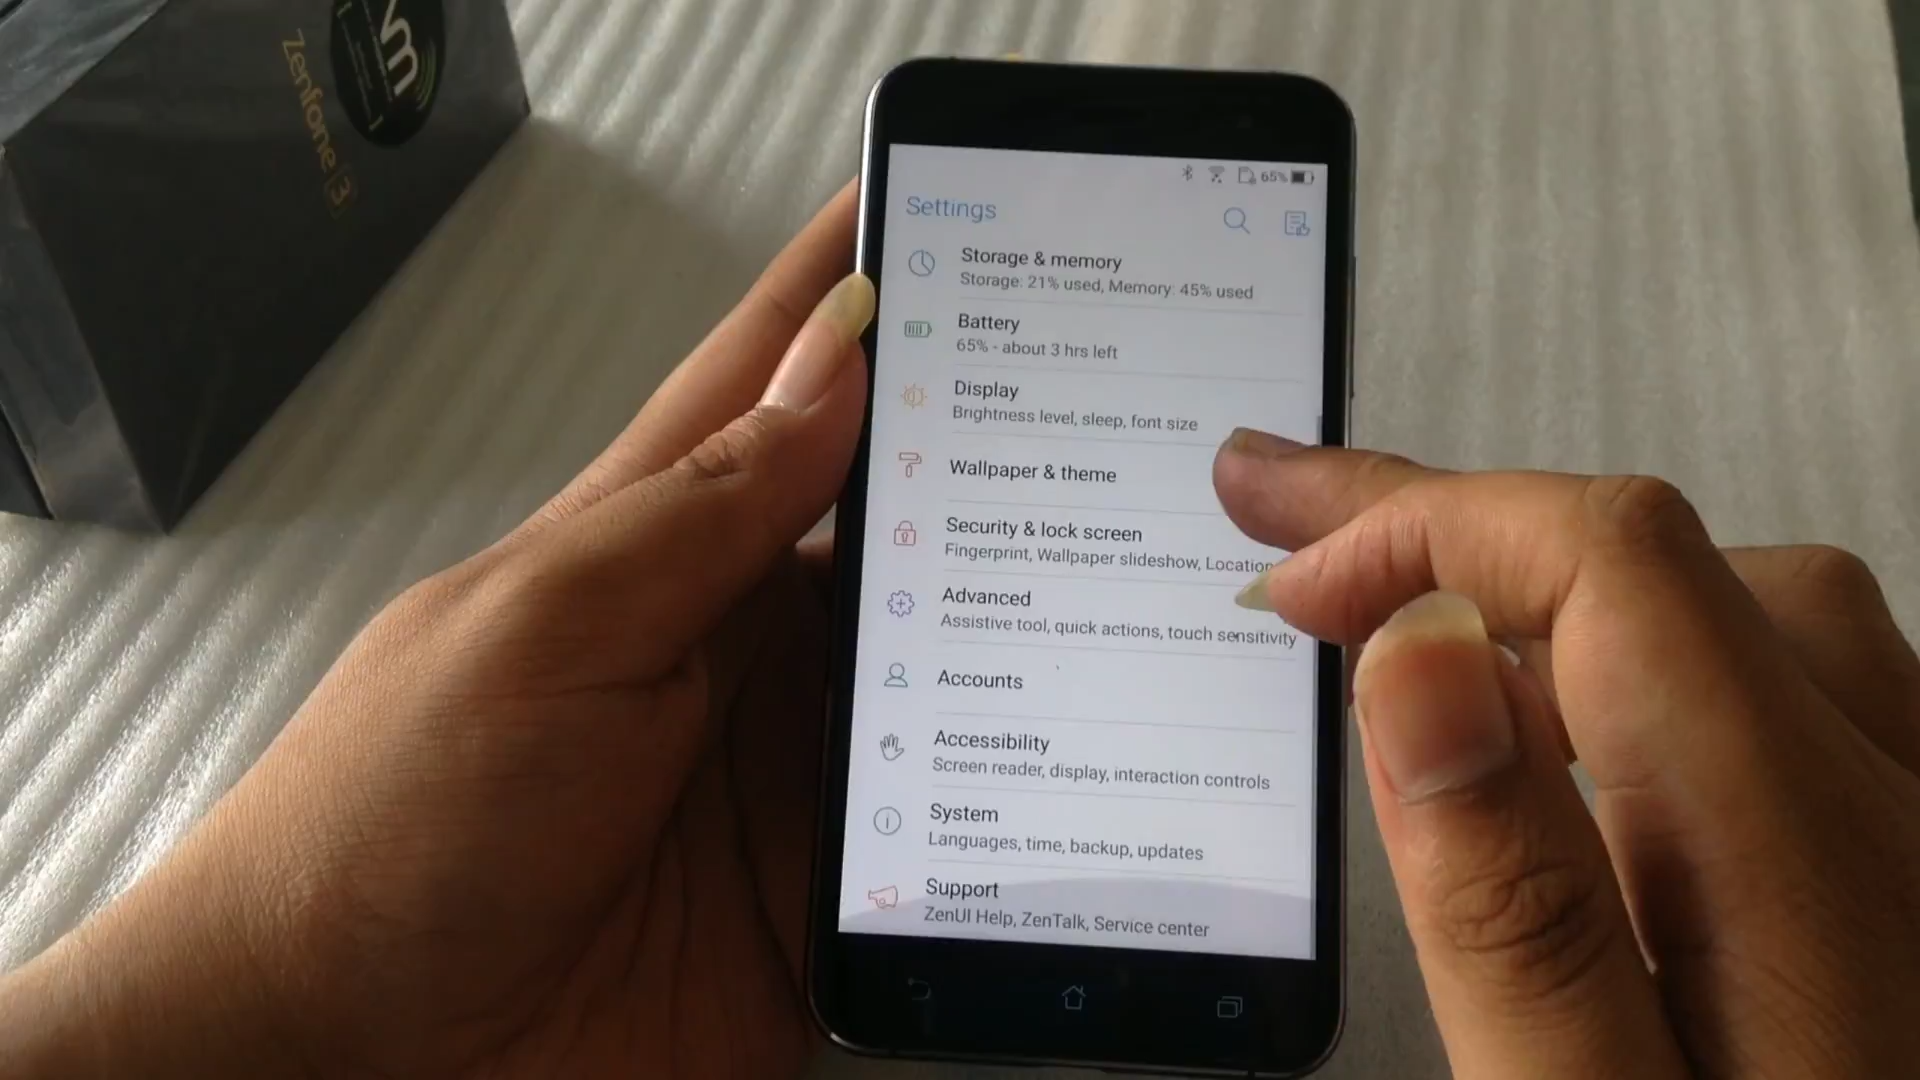 Zenfone 3
65%
Settings
Storage & memory
Storage: 21% used, Memory: 45% used
Battery
65% - about 3 hrs left
Display
Brightness level, sleep, font size
Wallpaper & theme
Security & lock screen
Fingerprint, Wallpaper slideshow, Location
Advanced
Assistive tool, quick actions, touch sensitivity
Accounts
Accessibility
Screen reader, display, interaction controls
System
Languages, time, backup, updates
Support
ZenUI Help, ZenTalk, Service center